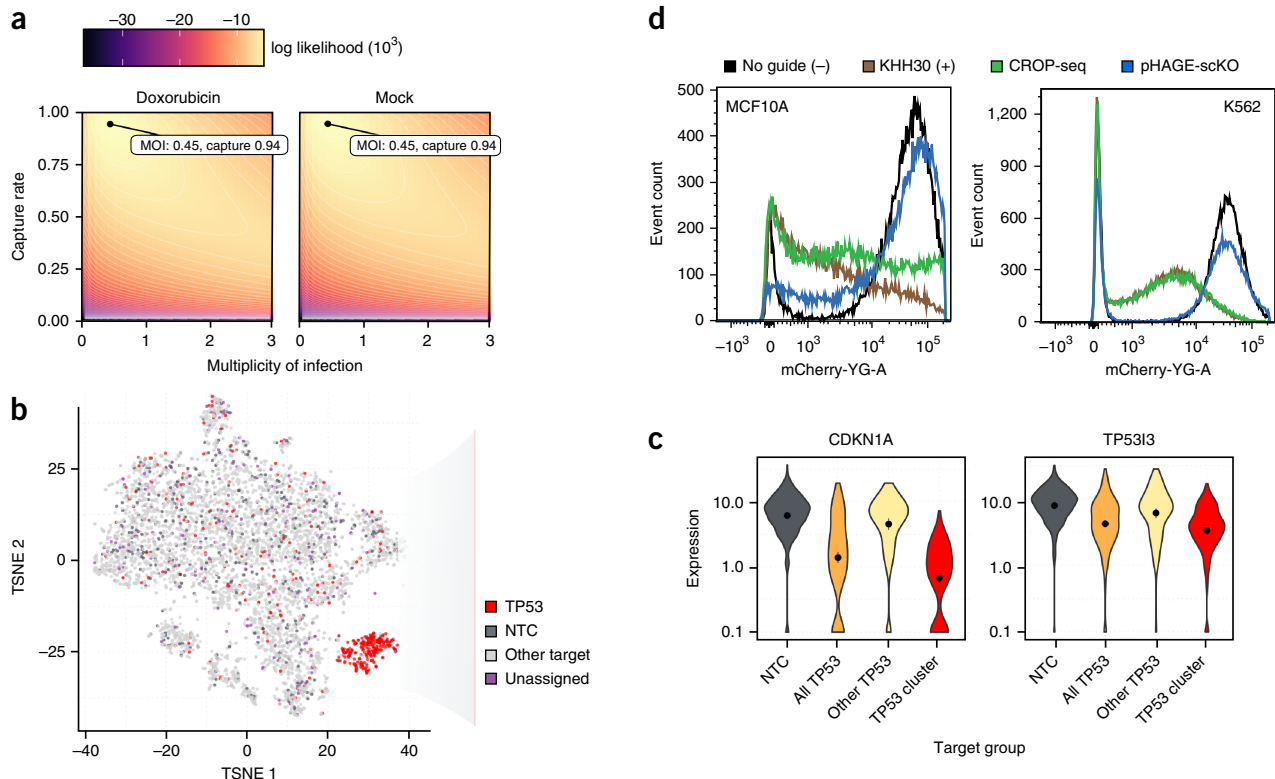 a
−30 −20 −10
log likelihood (10³)
Doxorubicin Mock
1.00
0.75
0.50
0.25
0.00
Capture rate
MOI: 0.45, capture 0.94
MOI: 0.45, capture 0.94
0 1 2 3 0 1 2 3
Multiplicity of infection
b
25
0
−25
TSNE 2
−40 −20 0 20 40
TSNE 1
TP53
NTC
Other target
Unassigned
d
No guide (–) KHH30 (+) CROP-seq pHAGE-scKO
MCF10A
500
400
300
200
100
0
Event count
−10³ 0 10³ 10⁴ 10⁵
mCherry-YG-A
K562
1,200
900
600
300
0
Event count
−10³ 0 10³ 10⁴ 10⁵
mCherry-YG-A
c
CDKN1A TP53I3
10.0
1.0
0.1
Expression
10.0
1.0
0.1
NTC All TP53 Other TP53 TP53 cluster
NTC All TP53 Other TP53 TP53 cluster
Target group